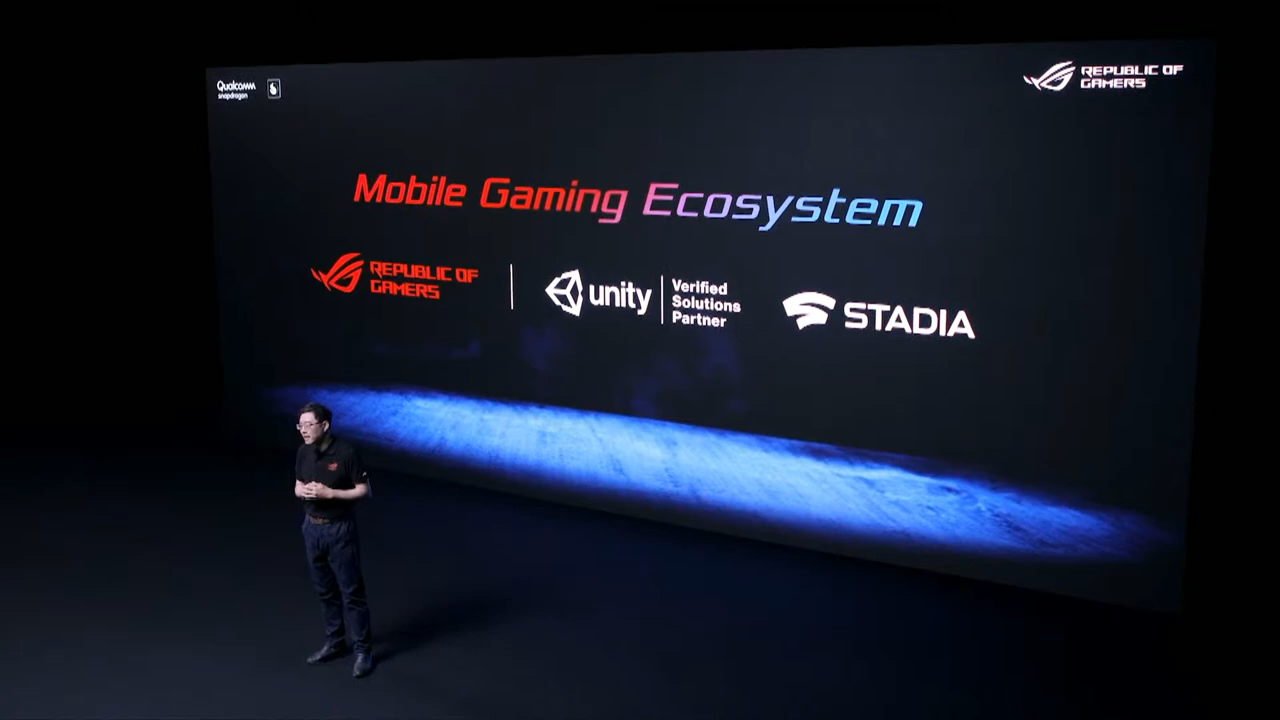 Qualcomm
snapdragon
REPUBLIC OF
GAMERS
Mobile Gaming Ecosystem
REPUBLIC OF
GAMERS
unity
Verified
Solutions
Partner
STADIA